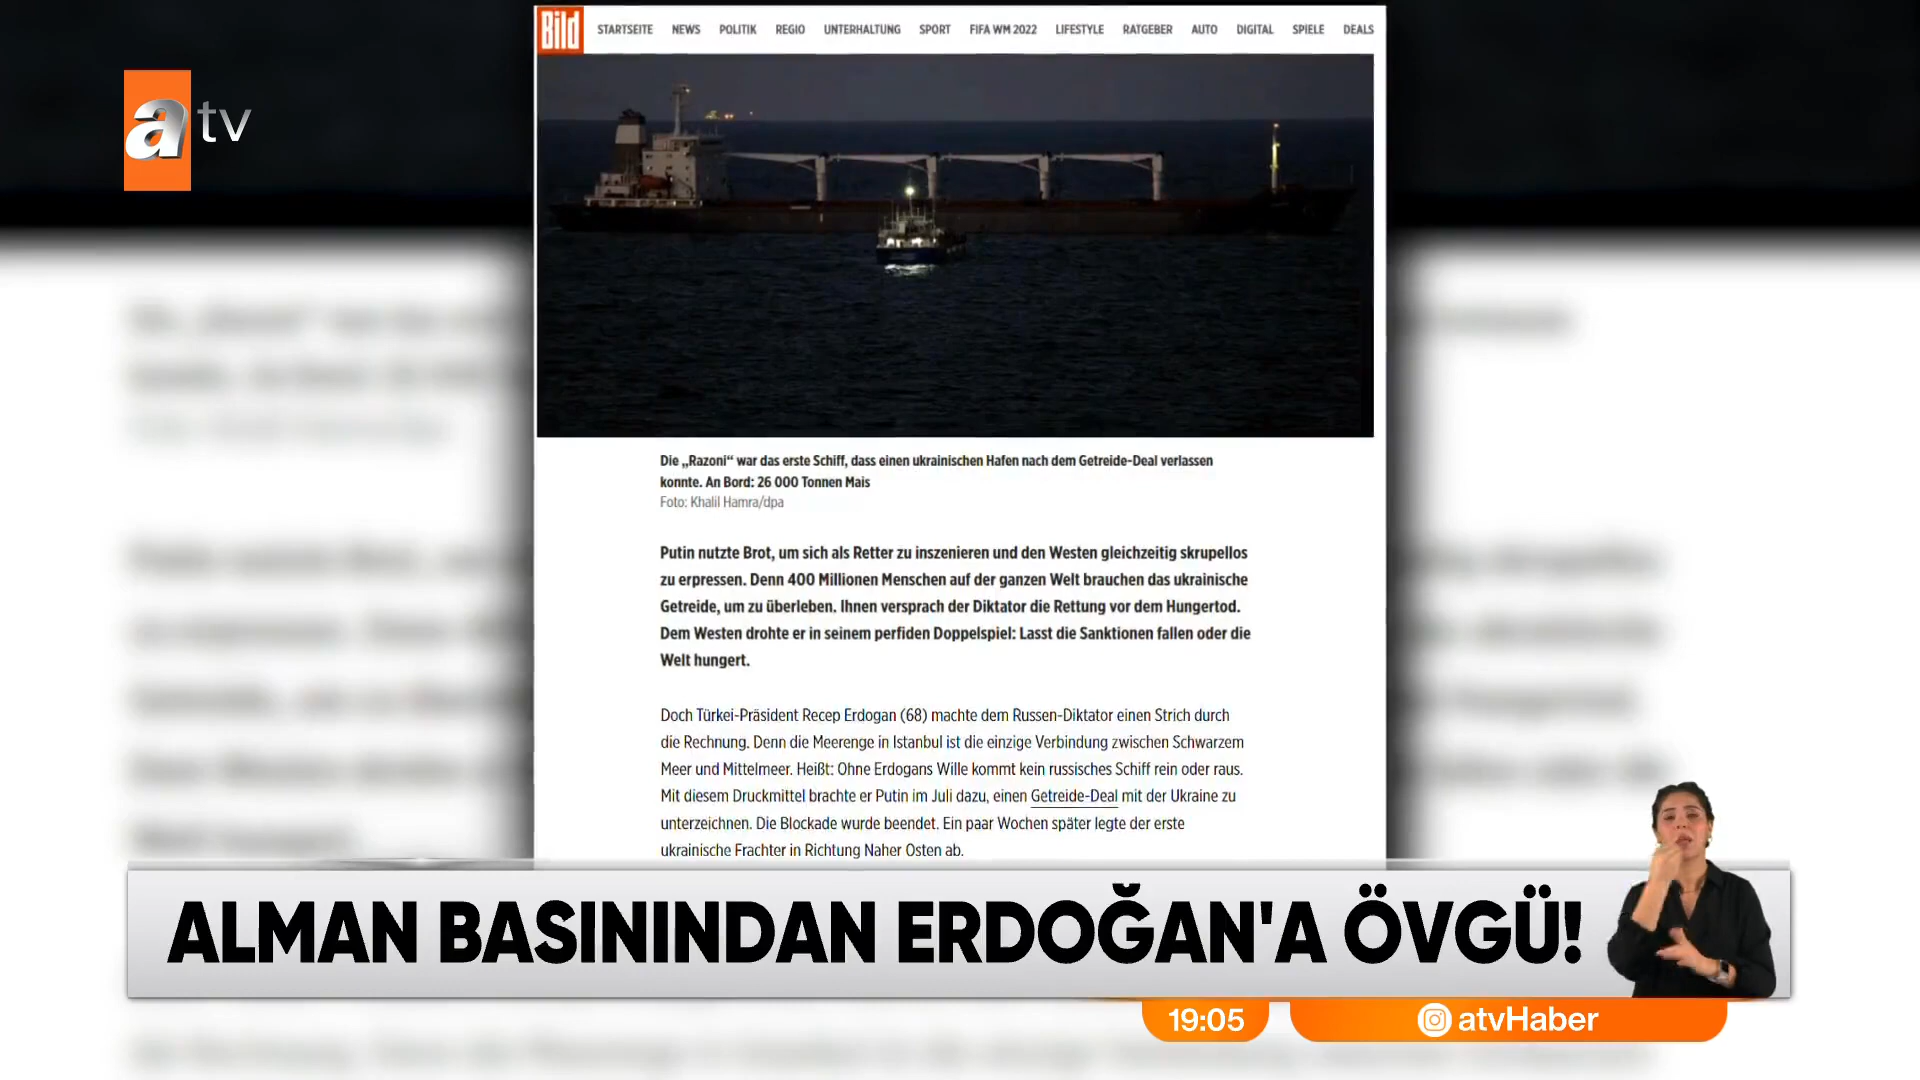 Bild STARTSEITE NEWS POLITIK REGIO UNTERHALTUNG SPORT FIFA WM 2022 LIFESTYLE RATGEBER AUTO DIGITAL SPIELE DEALS
atv
Die „Razoni“ war das erste Schiff, dass einen ukrainischen Hafen nach dem Getreide-Deal verlassen
konnte. An Bord: 26 000 Tonnen Mais
Foto: Khalil Hamra/dpa
Putin nutzte Brot, um sich als Retter zu inszenieren und den Westen gleichzeitig skrupellos
zu erpressen. Denn 400 Millionen Menschen auf der ganzen Welt brauchen das ukrainische
Getreide, um zu überleben. Ihnen versprach der Diktator die Rettung vor dem Hungertod.
Dem Westen drohte er in seinem perfiden Doppelspiel: Lasst die Sanktionen fallen oder die
Welt hungert.
Doch Türkei-Präsident Recep Erdogan (68) machte dem Russen-Diktator einen Strich durch
die Rechnung. Denn die Meerenge in Istanbul ist die einzige Verbindung zwischen Schwarzem
Meer und Mittelmeer. Heißt: Ohne Erdogans Wille kommt kein russisches Schiff rein oder raus.
Mit diesem Druckmittel brachte er Putin im Juli dazu, einen Getreide-Deal mit der Ukraine zu
unterzeichnen. Die Blockade wurde beendet. Ein paar Wochen später legte der erste
ukrainische Frachter in Richtung Naher Osten ab.
ALMAN BASININDAN ERDOĞAN'A ÖVGÜ!
19:05
atvHaber